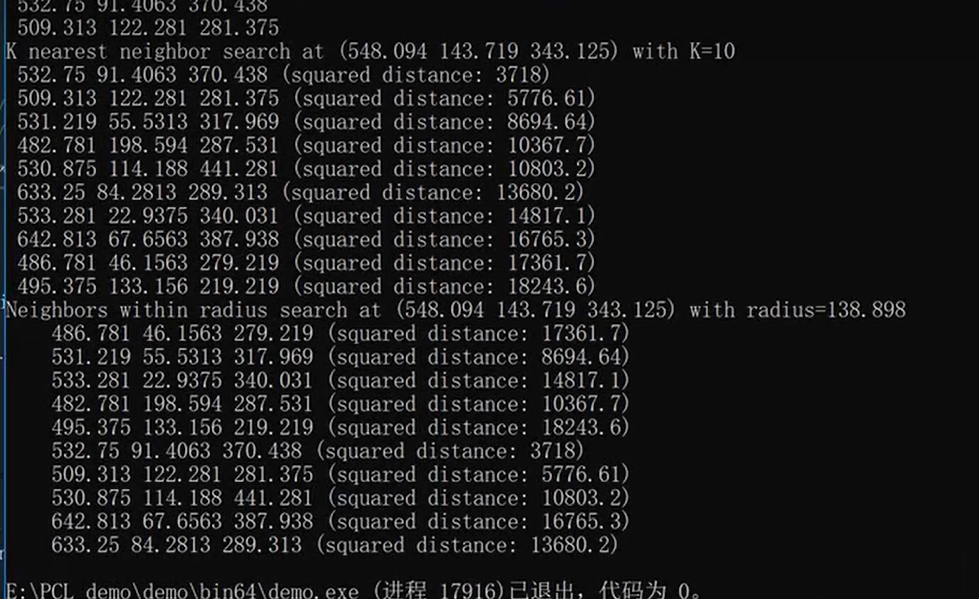 532.75 91.4063 370.438
509.313 122.281 281.375
K nearest neighbor search at (548.094 143.719 343.125) with K=10
532.75 91.4063 370.438 (squared distance: 3718)
509.313 122.281 281.375 (squared distance: 5776.61)
531.219 55.5313 317.969 (squared distance: 8694.64)
482.781 198.594 287.531 (squared distance: 10367.7)
530.875 114.188 441.281 (squared distance: 10803.2)
633.25 84.2813 289.313 (squared distance: 13680.2)
533.281 22.9375 340.031 (squared distance: 14817.1)
642.813 67.6563 387.938 (squared distance: 16765.3)
486.781 46.1563 279.219 (squared distance: 17361.7)
495.375 133.156 219.219 (squared distance: 18243.6)
Neighbors within radius search at (548.094 143.719 343.125) with radius=138.898
486.781 46.1563 279.219 (squared distance: 17361.7)
531.219 55.5313 317.969 (squared distance: 8694.64)
533.281 22.9375 340.031 (squared distance: 14817.1)
482.781 198.594 287.531 (squared distance: 10367.7)
495.375 133.156 219.219 (squared distance: 18243.6)
532.75 91.4063 370.438 (squared distance: 3718)
509.313 122.281 281.375 (squared distance: 5776.61)
530.875 114.188 441.281 (squared distance: 10803.2)
642.813 67.6563 387.938 (squared distance: 16765.3)
633.25 84.2813 289.313 (squared distance: 13680.2)
E:\PCL demo\demo\bin64\demo.exe (进程 17916)已退出，代码为 0。